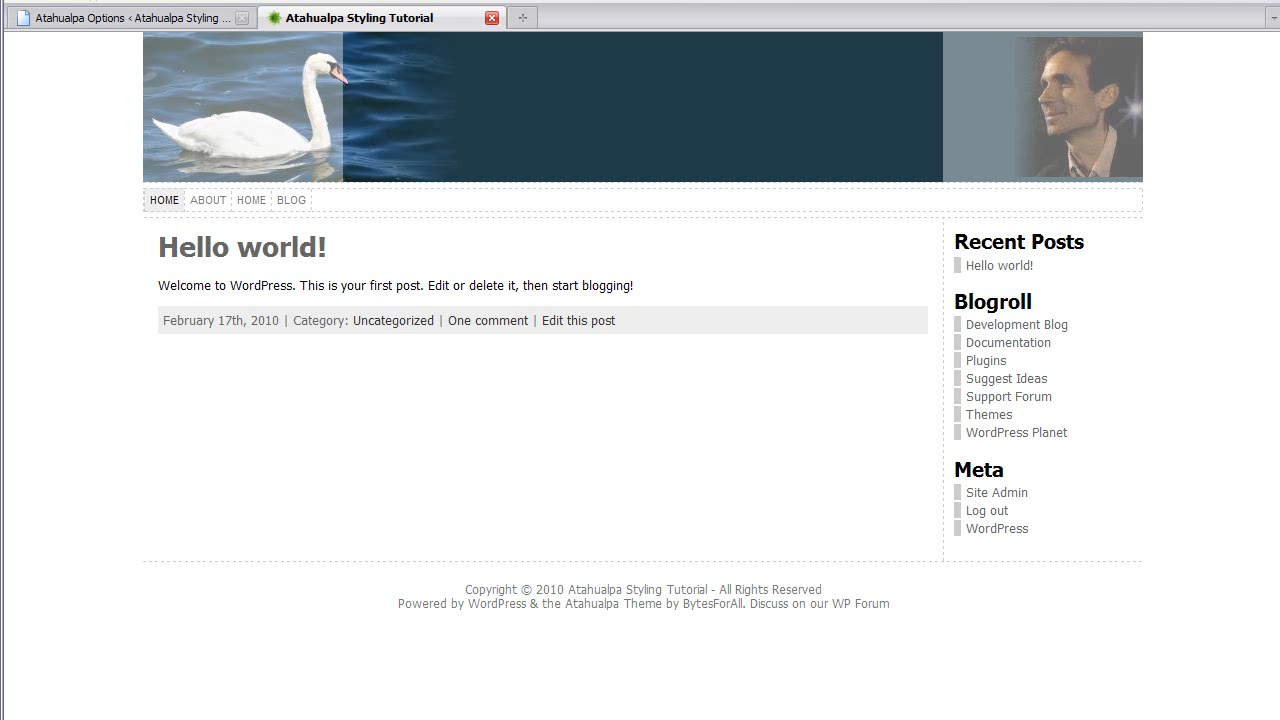 Atahualpa Options ‹ Atahualpa Styling ...
Atahualpa Styling Tutorial
HOME ABOUT HOME BLOG
Hello world!
Welcome to WordPress. This is your first post. Edit or delete it, then start blogging!
February 17th, 2010 | Category: Uncategorized | One comment | Edit this post
Recent Posts
Hello world!
Blogroll
Development Blog
Documentation
Plugins
Suggest Ideas
Support Forum
Themes
WordPress Planet
Meta
Site Admin
Log out
WordPress
Copyright © 2010 Atahualpa Styling Tutorial - All Rights Reserved
Powered by WordPress & the Atahualpa Theme by BytesForAll. Discuss on our WP Forum